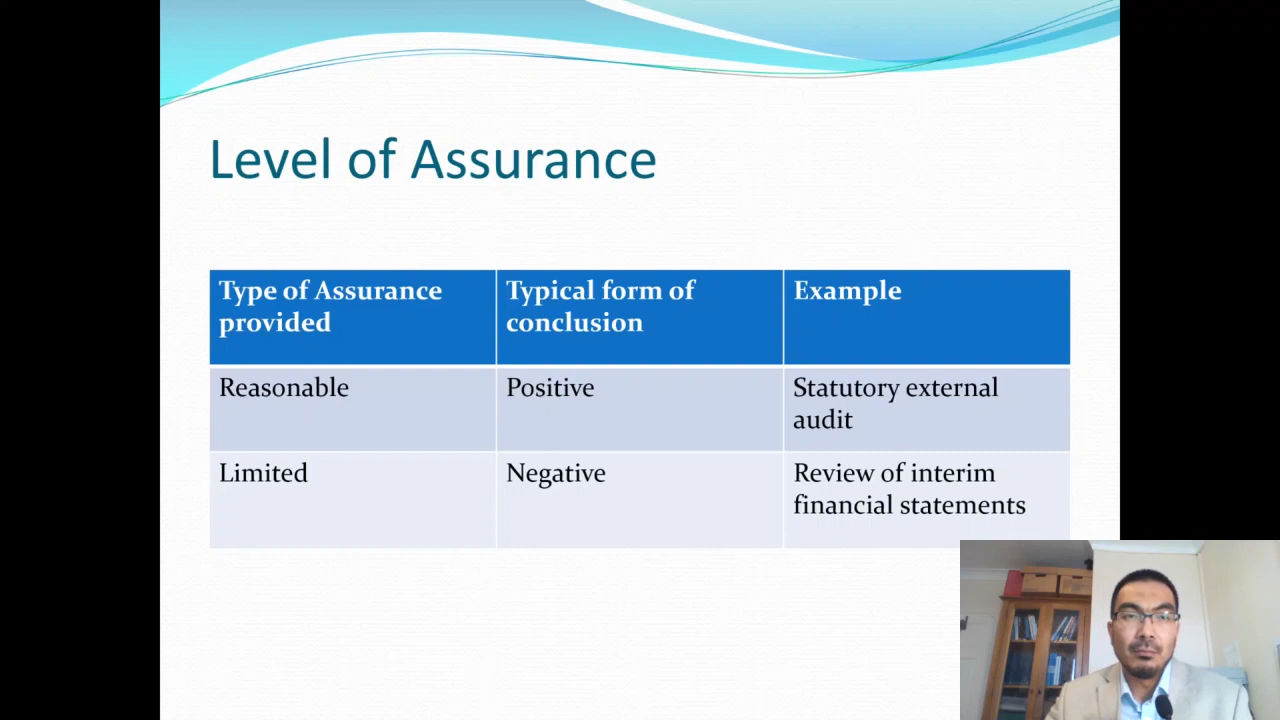 Level of Assurance
Type of Assurance provided
Typical form of conclusion
Example
Reasonable
Positive
Statutory external audit
Limited
Negative
Review of interim financial statements